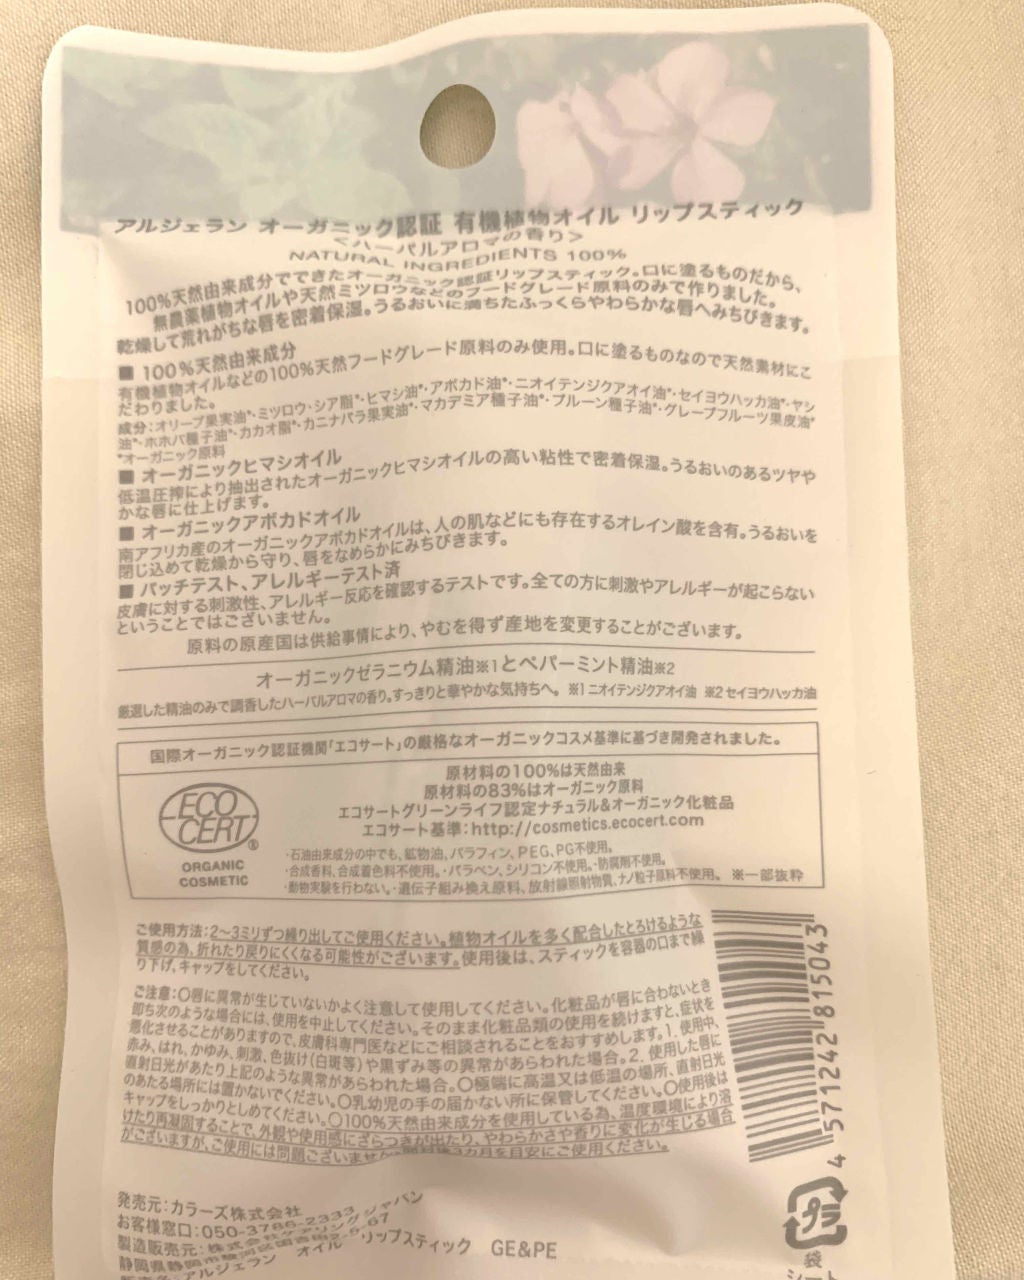 アルジェラン オーガニック認証 有機植物オイル リップスティック
<ハーバルアロマの香り>
NATURAL INGREDIENTS 100%
100%天然由来成分でできたオーガニック認証リップスティック。口に塗るものだから、
無農薬植物オイルや天然ミツロウなどのフードグレード原料のみで作りました。
乾燥して荒れがちな唇を密着保湿。うるおいに満ちたふっくらやわらかな唇へみちびきます。
■ 100%天然由来成分
有機植物オイルなどの100%天然フードグレード原料のみ使用。口に塗るものなので天然素材にこ
だわりました。
成分:オリーブ果実油*・ミツロウ・シア脂*・ヒマシ油*・アボカド油*・ニオイテンジクアオイ油*・セイヨウハッカ油*・ヤシ
油*・ホホバ種子油*・カカオ脂*・カニナバラ果実油*・マカデミア種子油*・プルーン種子油*・グレープフルーツ果皮油*
*オーガニック原料
■ オーガニックヒマシオイル
低温圧搾により抽出されたオーガニックヒマシオイルの高い粘性で密着保湿。うるおいのあるツヤや
かな唇に仕上げます。
■ オーガニックアボカドオイル
南アフリカ産のオーガニックアボカドオイルは、人の肌などにも存在するオレイン酸を含有。うるおいを
閉じ込めて乾燥から守り、唇をなめらかにみちびきます。
■ パッチテスト、アレルギーテスト済
皮膚に対する刺激性、アレルギー反応を確認するテストです。全ての方に刺激やアレルギーが起こらない
ということではございません。
原料の原産国は供給事情により、やむを得ず産地を変更することがございます。
オーガニックゼラニウム精油※1とペパーミント精油※2
厳選した精油のみで調香したハーバルアロマの香り。すっきりと華やかな気持ちへ。 ※1 ニオイテンジクアオイ油 ※2 セイヨウハッカ油
国際オーガニック認証機関「エコサート」の厳格なオーガニックコスメ基準に基づき開発されました。
ECO
CERT®
ORGANIC
COSMETIC
原材料の100%は天然由来
原材料の83%はオーガニック原料
エコサートグリーンライフ認定ナチュラル&オーガニック化粧品
エコサート基準:http://cosmetics.ecocert.com
・石油由来成分の中でも、鉱物油、パラフィン、PEG、PG不使用。
・合成香料、合成着色料不使用。・パラベン、シリコン不使用。・防腐剤不使用。
・動物実験を行わない。・遺伝子組み換え原料、放射線照射物質、ナノ粒子原料不使用。 ※一部抜粋
ご使用方法:2〜3ミリずつ繰り出してご使用ください。植物オイルを多く配合したとろけるような
質感の為、折れたり戻りにくくなる可能性がございます。使用後は、スティックを容器の口まで繰
り下げ、キャップをしてください。
ご注意:〇唇に異常が生じていないかよく注意して使用してください。化粧品が唇に合わないとき
即ち次のような場合には、使用を中止してください。そのまま化粧品類の使用を続けますと、症状を
悪化させることがありますので、皮膚科専門医などにご相談されることをおすすめします。1. 使用中、
赤み、はれ、かゆみ、刺激、色抜け(白斑等)や黒ずみ等の異常があらわれた場合。2. 使用した唇に
直射日光があたり上記のような異常があらわれた場合。〇極端に高温又は低温の場所、直射日光
のあたる場所には置かないでください。〇乳幼児の手の届かない所に保管してください。〇使用後は
キャップをしっかりとしめてください。〇100%天然由来成分を使用している為、温度環境により溶
けたり再凝固することで、外観や使用感にざらつきが出たり、やわらかさや香りに変化が生じる場合
がございますが、ご使用には問題ございません。開封後3カ月を目安にご使用ください。
4 571242 815043
発売元:カラーズ株式会社
お客様窓口:050-3786-2333
製造販売元:株式会社ケアリングジャパン
静岡県静岡市駿河区国吉田2-5-67
販売名:アルジェラン オイル リップスティック GE&PE
プラ
袋
シート